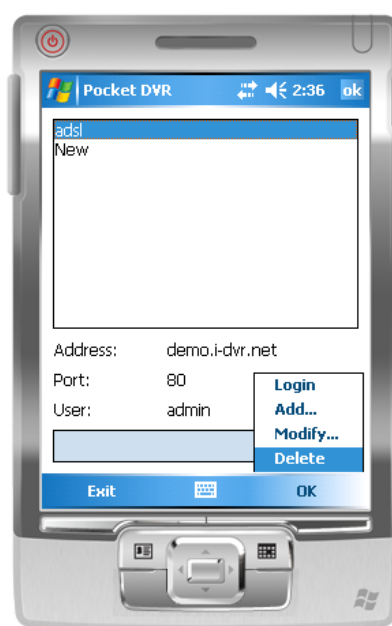 Pocket DVR 2:36 ok
adsl
New
Address: demo.i-dvr.net
Port: 80
User: admin
Login
Add...
Modify...
Delete
Exit OK